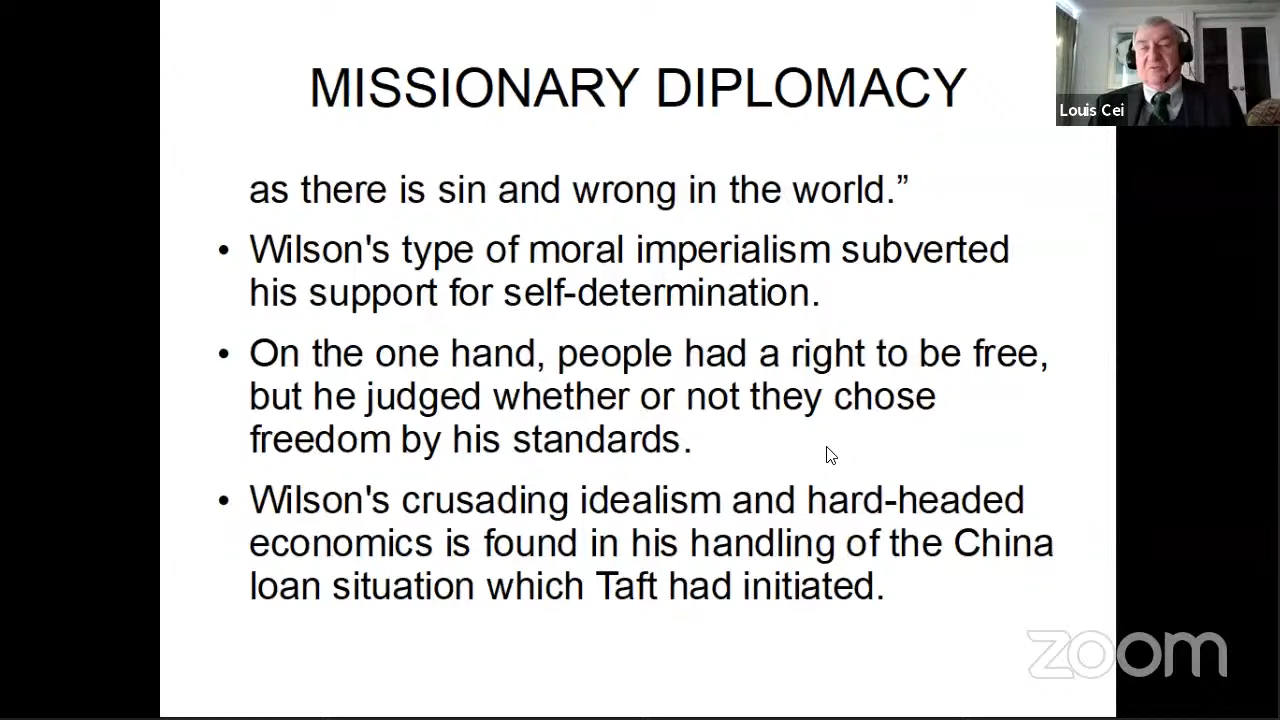 MISSIONARY DIPLOMACY
Louis Cei
as there is sin and wrong in the world.”
• Wilson's type of moral imperialism subverted
his support for self-determination.
• On the one hand, people had a right to be free,
but he judged whether or not they chose
freedom by his standards.
• Wilson's crusading idealism and hard-headed
economics is found in his handling of the China
loan situation which Taft had initiated.
zoom